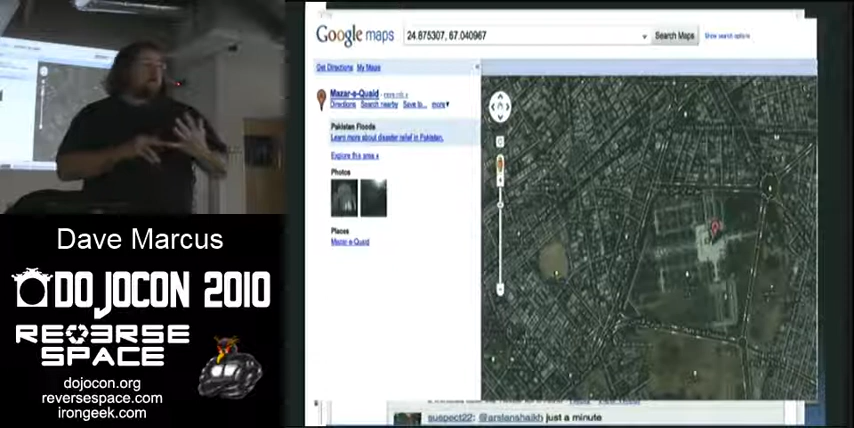 Google maps
24.875307, 67.040967
Search Maps
Show search options
Get Directions My Maps
Mazar-e-Quaid
Directions Search nearby Save to... more▼
Pakistan Floods
Learn more about disaster relief in Pakistan.
Explore this area »
Photos
Places
Mazar-e-Quaid
suspect22: @arslanshaikh just a minute
Dave Marcus
DOJOCON 2010
REVERSE
SPACE
dojocon.org
reversespace.com
irongeek.com